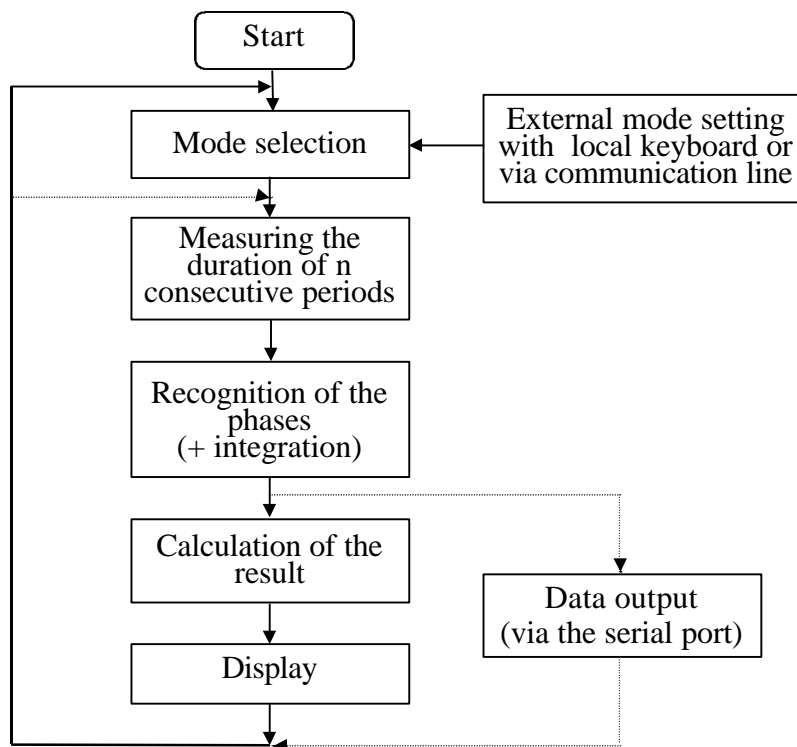 Start
Mode selection
External mode setting
with local keyboard or
via communication line
Measuring the
duration of n
consecutive periods
Recognition of the
phases
(+ integration)
Calculation of the
result
Data output
(via the serial port)
Display